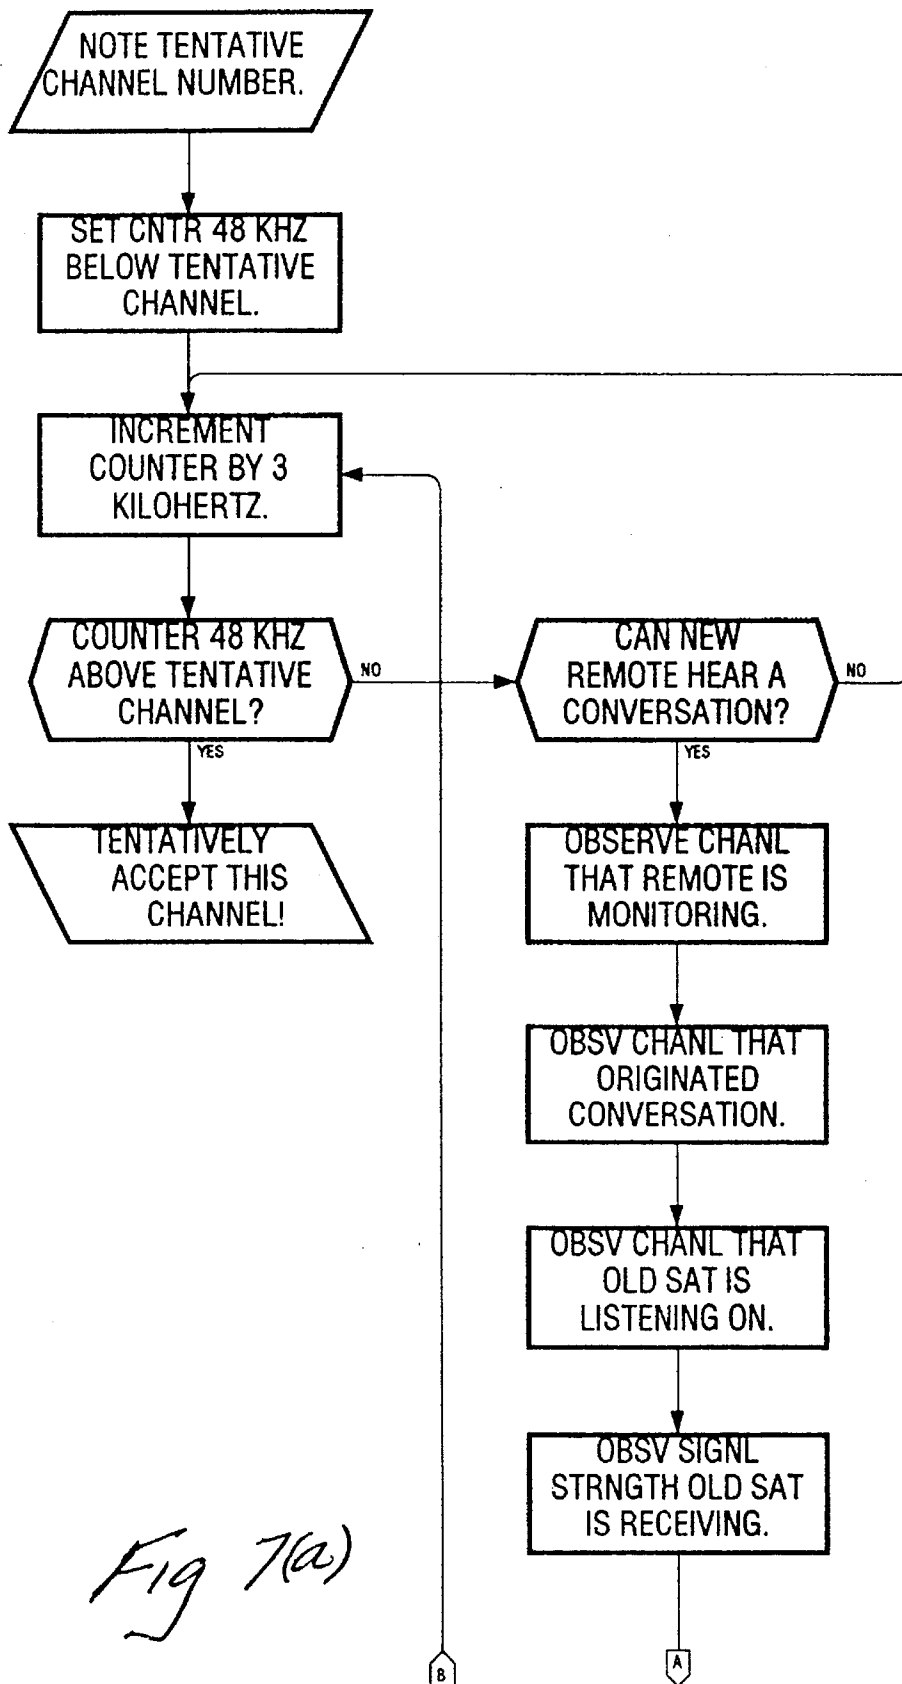 NOTE TENTATIVE
CHANNEL NUMBER.
SET CNTR 48 KHZ
BELOW TENTATIVE
CHANNEL.
INCREMENT
COUNTER BY 3
KILOHERTZ.
COUNTER 48 KHZ
ABOVE TENTATIVE
CHANNEL?
NO
YES
TENTATIVELY
ACCEPT THIS
CHANNEL!
CAN NEW
REMOTE HEAR A
CONVERSATION?
NO
YES
OBSERVE CHANL
THAT REMOTE IS
MONITORING.
OBSV CHANL THAT
ORIGINATED
CONVERSATION.
OBSV CHANL THAT
OLD SAT IS
LISTENING ON.
OBSV SIGNL
STRNGTH OLD SAT
IS RECEIVING.
Fig 7(a)
B
A